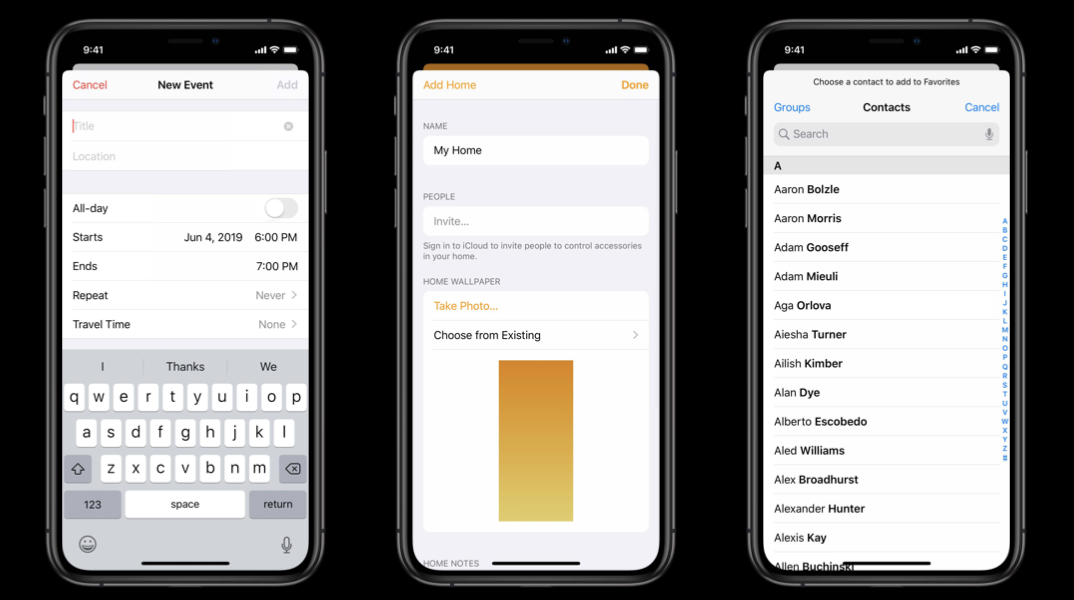 9:41
Cancel New Event Add
Title
Location
All-day
Starts Jun 4, 2019 6:00 PM
Ends 7:00 PM
Repeat Never
Travel Time None
I Thanks We
q w e r t y u i o p
a s d f g h j k l
z x c v b n m
123 space return
9:41
Add Home Done
NAME
My Home
PEOPLE
Invite...
Sign in to iCloud to invite people to control accessories
in your home.
HOME WALLPAPER
Take Photo...
Choose from Existing
HOME NOTES
9:41
Choose a contact to add to Favorites
Groups Contacts Cancel
Search
A
Aaron Bolzle
Aaron Morris
Adam Gooseff
Adam Mieuli
Aga Orlova
Aiesha Turner
Ailish Kimber
Alan Dye
Alberto Escobedo
Aled Williams
Alex Broadhurst
Alexander Hunter
Alexis Kay
Allen Buchinski
A
B
C
D
E
F
G
H
I
J
K
L
M
N
O
P
Q
R
S
T
U
V
W
X
Y
Z
#